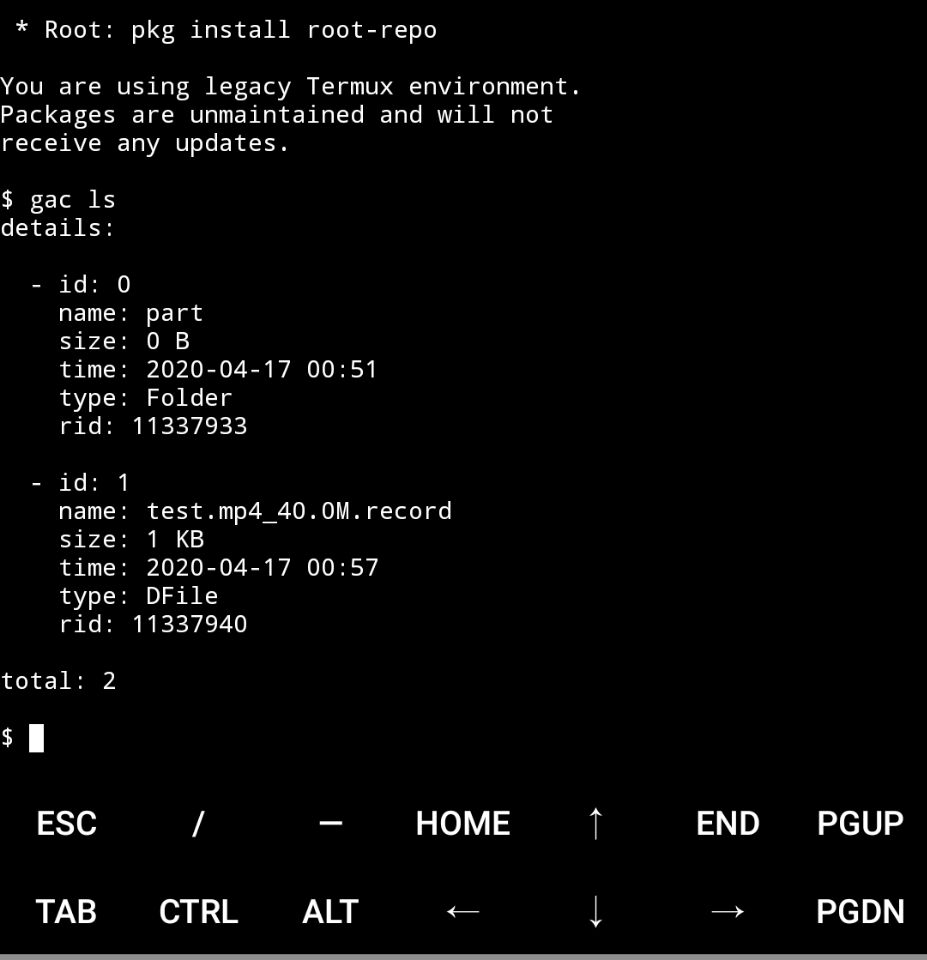 * Root: pkg install root-repo
You are using legacy Termux environment.
Packages are unmaintained and will not
receive any updates.
$ gac ls
details:
- id: 0
name: part
size: 0 B
time: 2020-04-17 00:51
type: Folder
rid: 11337933
- id: 1
name: test.mp4_40.0M.record
size: 1 KB
time: 2020-04-17 00:57
type: DFile
rid: 11337940
total: 2
$
ESC / — HOME ↑ END PGUP
TAB CTRL ALT ← ↓ → PGDN